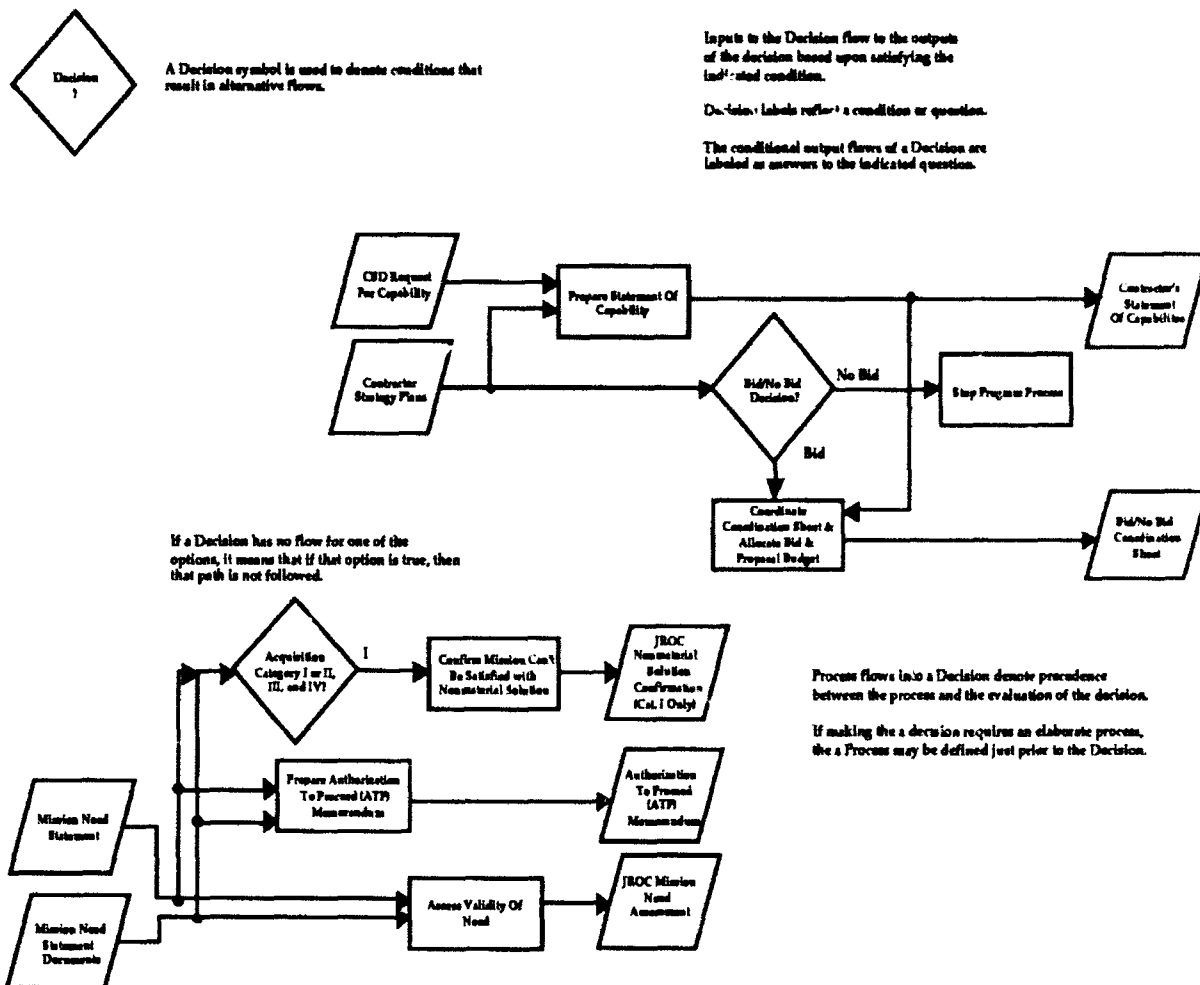 Decision
?
A Decision symbol is used to denote conditions that
result in alternative flows.
Inputs to the Decision flow to the outputs
of the decision based upon satisfying the
indicated condition.
Decision labels reflect a condition or question.
The conditional output flows of a Decision are
labeled as answers to the indicated question.
CBD Request
For Capability
Prepare Statement Of
Capability
Contractor's
Statement
Of Capabilities
Contractor
Strategy Plans
Bid/No Bid
Decision?
No Bid
Stop Program Process
Bid
Coordinate
Coordination Sheet &
Allocate Bid &
Proposal Budget
Bid/No Bid
Coordination
Sheet
If a Decision has no flow for one of the
options, it means that if that option is true, then
that path is not followed.
Acquisition
Category I or II,
III, and IV?
I
Confirm Mission Can't
Be Satisfied with
Nonmaterial Solution
JROC
Nonmaterial
Solution
Confirmation
(Cat. I Only)
Process flows into a Decision denote precedence
between the process and the evaluation of the decision.
If making the a decision requires an elaborate process,
the a Process may be defined just prior to the Decision.
Prepare Authorization
To Proceed (ATP)
Memorandum
Authorization
To Proceed
(ATP)
Memorandum
Mission Need
Statement
Assess Validity Of
Need
JROC Mission
Need
Assessment
Mission Need
Statement
Documents